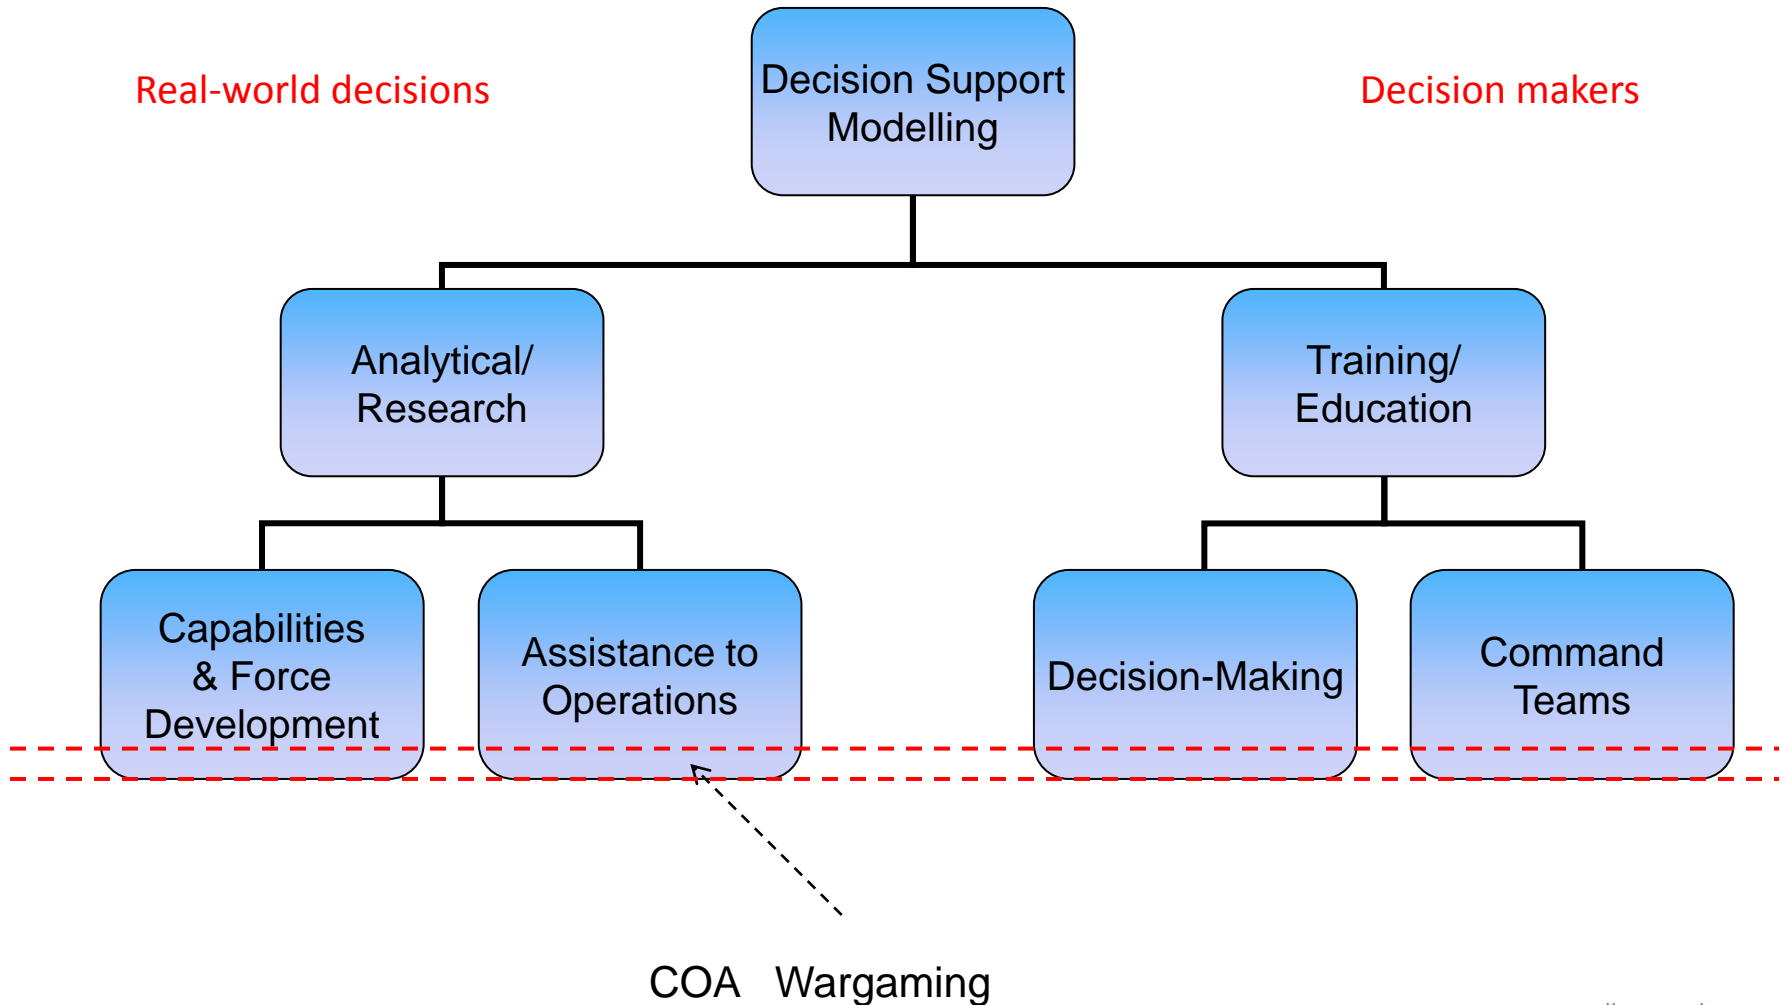 Decision Support
Modelling
Real-world decisions
Decision makers
Analytical/
Research
Training/
Education
Capabilities
& Force
Development
Assistance to
Operations
Decision-Making
Command
Teams
COA Wargaming